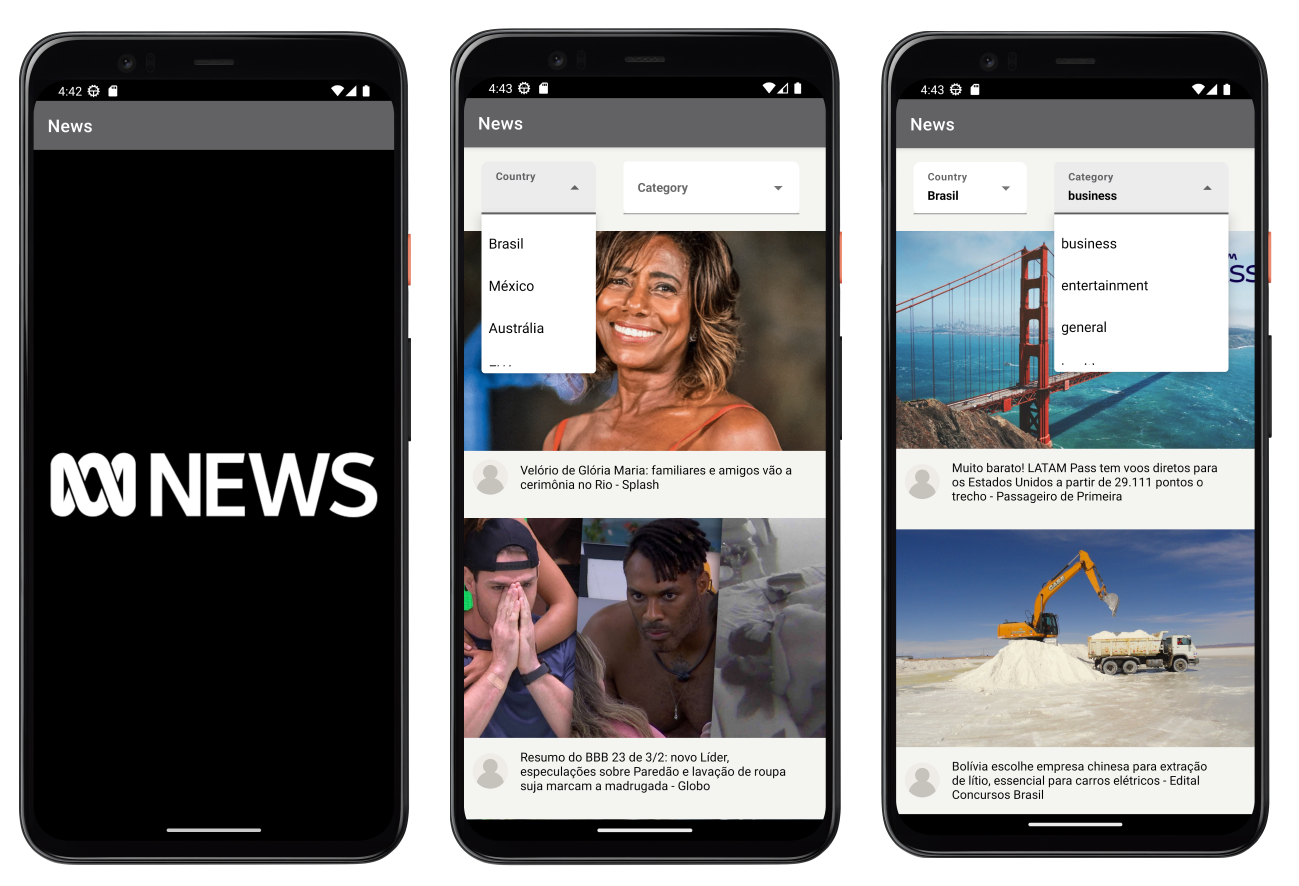 4:42
News
NEWS
4:43
News
Country
Category
Brasil
México
Austrália
Velório de Glória Maria: familiares e amigos vão a
cerimônia no Rio - Splash
Resumo do BBB 23 de 3/2: novo Líder,
especulações sobre Paredão e lavação de roupa
suja marcam a madrugada - Globo
4:43
News
Country
Brasil
Category
business
business
entertainment
general
Muito barato! LATAM Pass tem voos diretos para
os Estados Unidos a partir de 29.111 pontos o
trecho - Passageiro de Primeira
CASE
Bolívia escolhe empresa chinesa para extração
de lítio, essencial para carros elétricos - Edital
Concursos Brasil